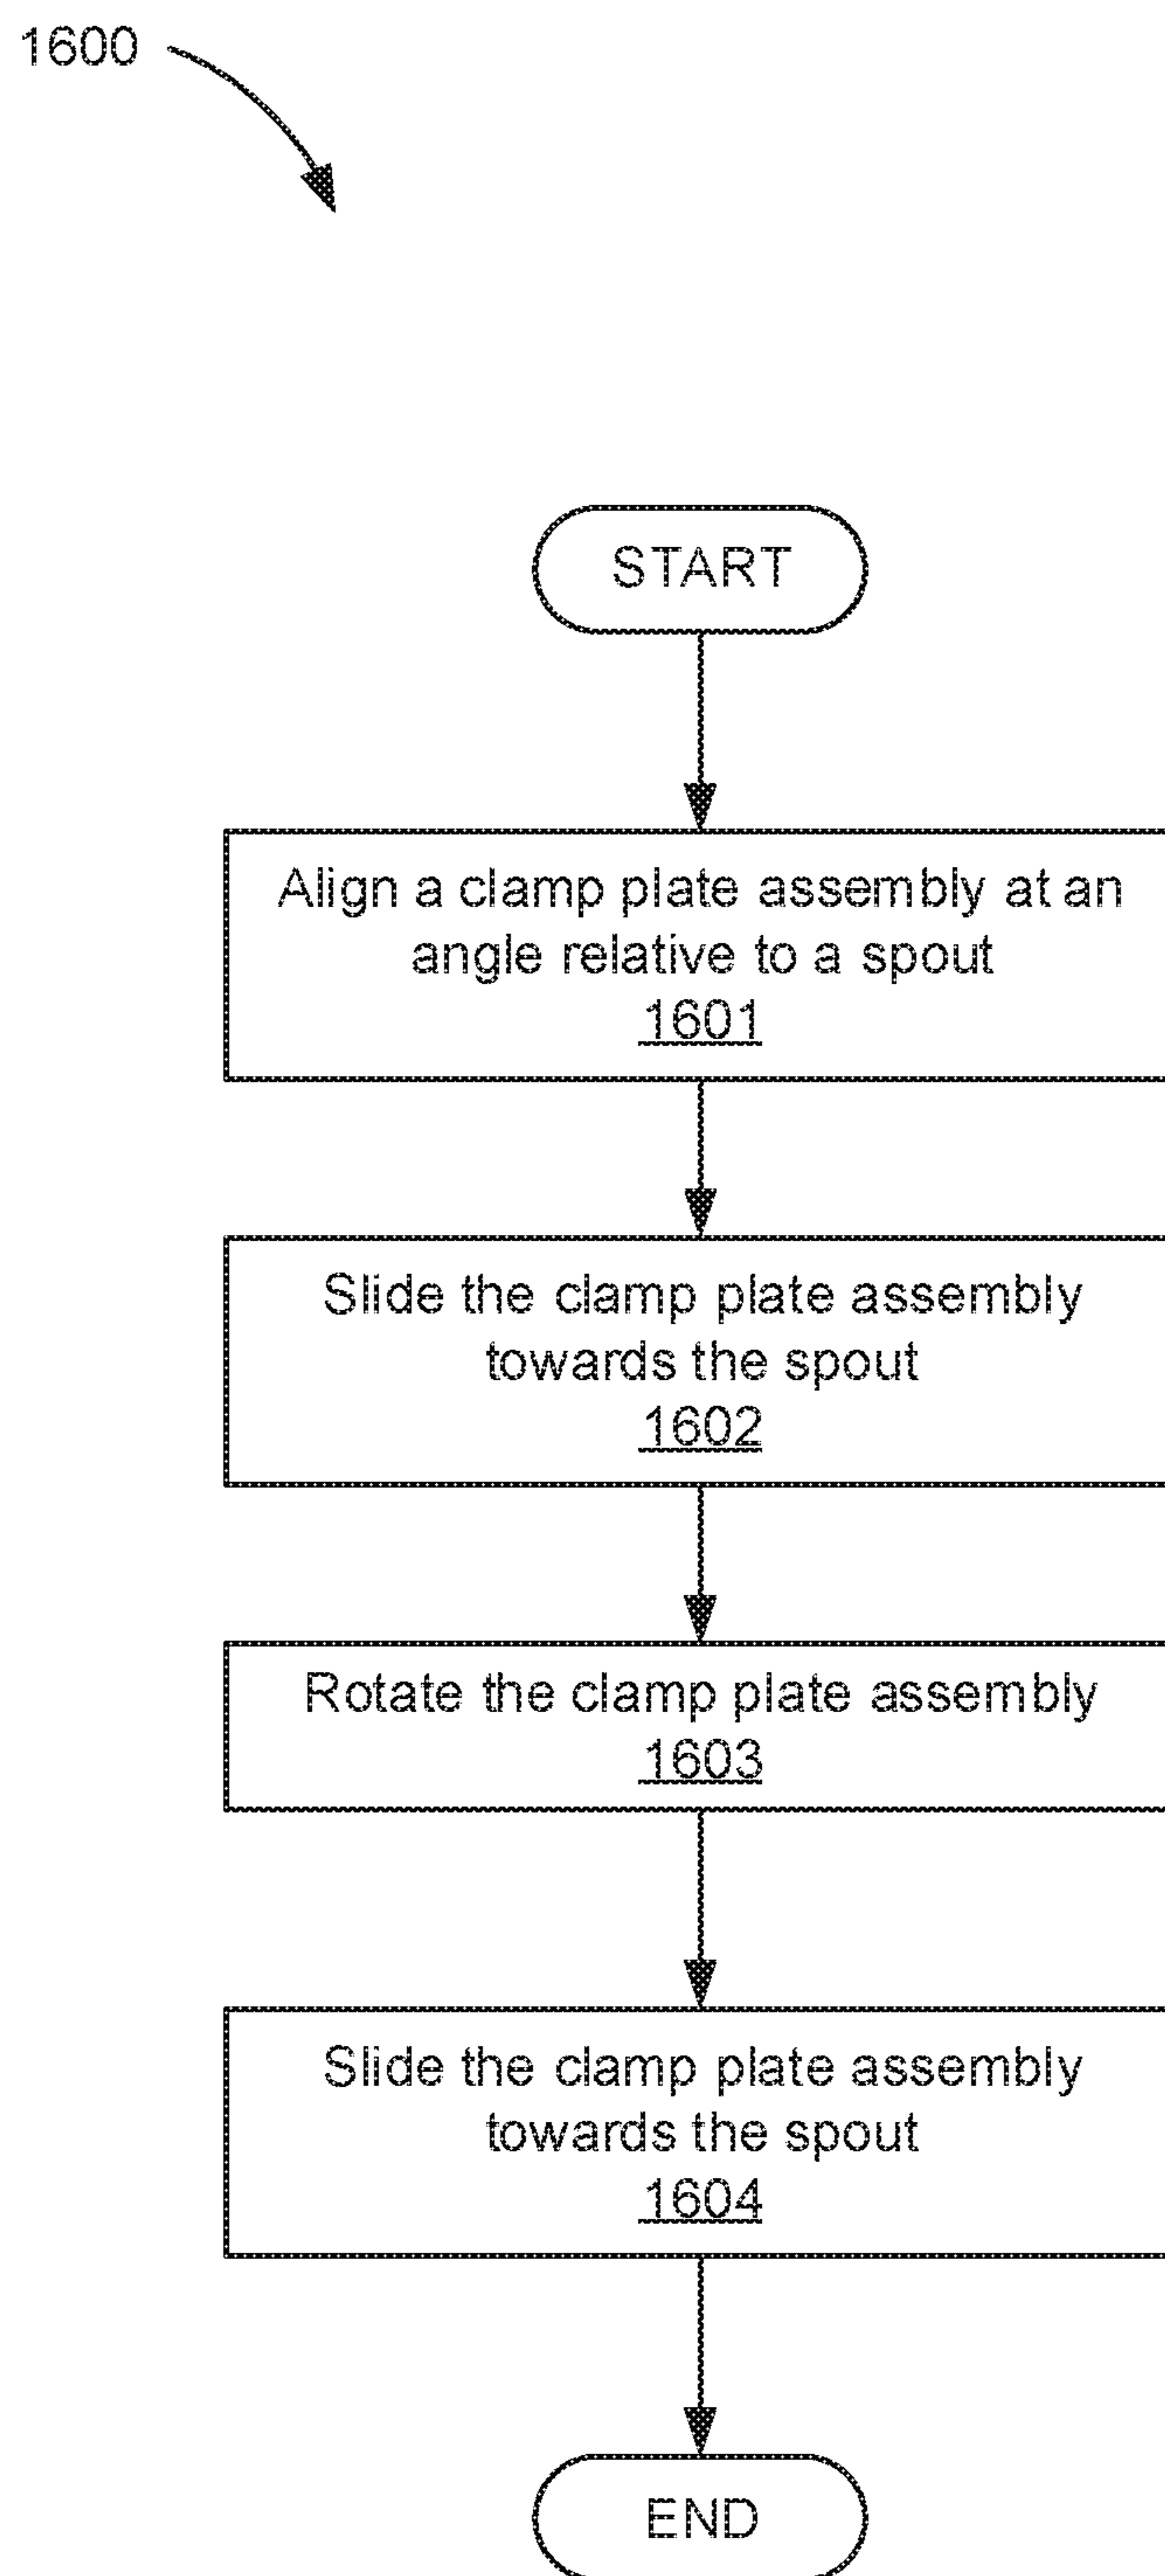 1600
START
Align a clamp plate assembly at an
angle relative to a spout
1601
Slide the clamp plate assembly
towards the spout
1602
Rotate the clamp plate assembly
1603
Slide the clamp plate assembly
towards the spout
1604
END